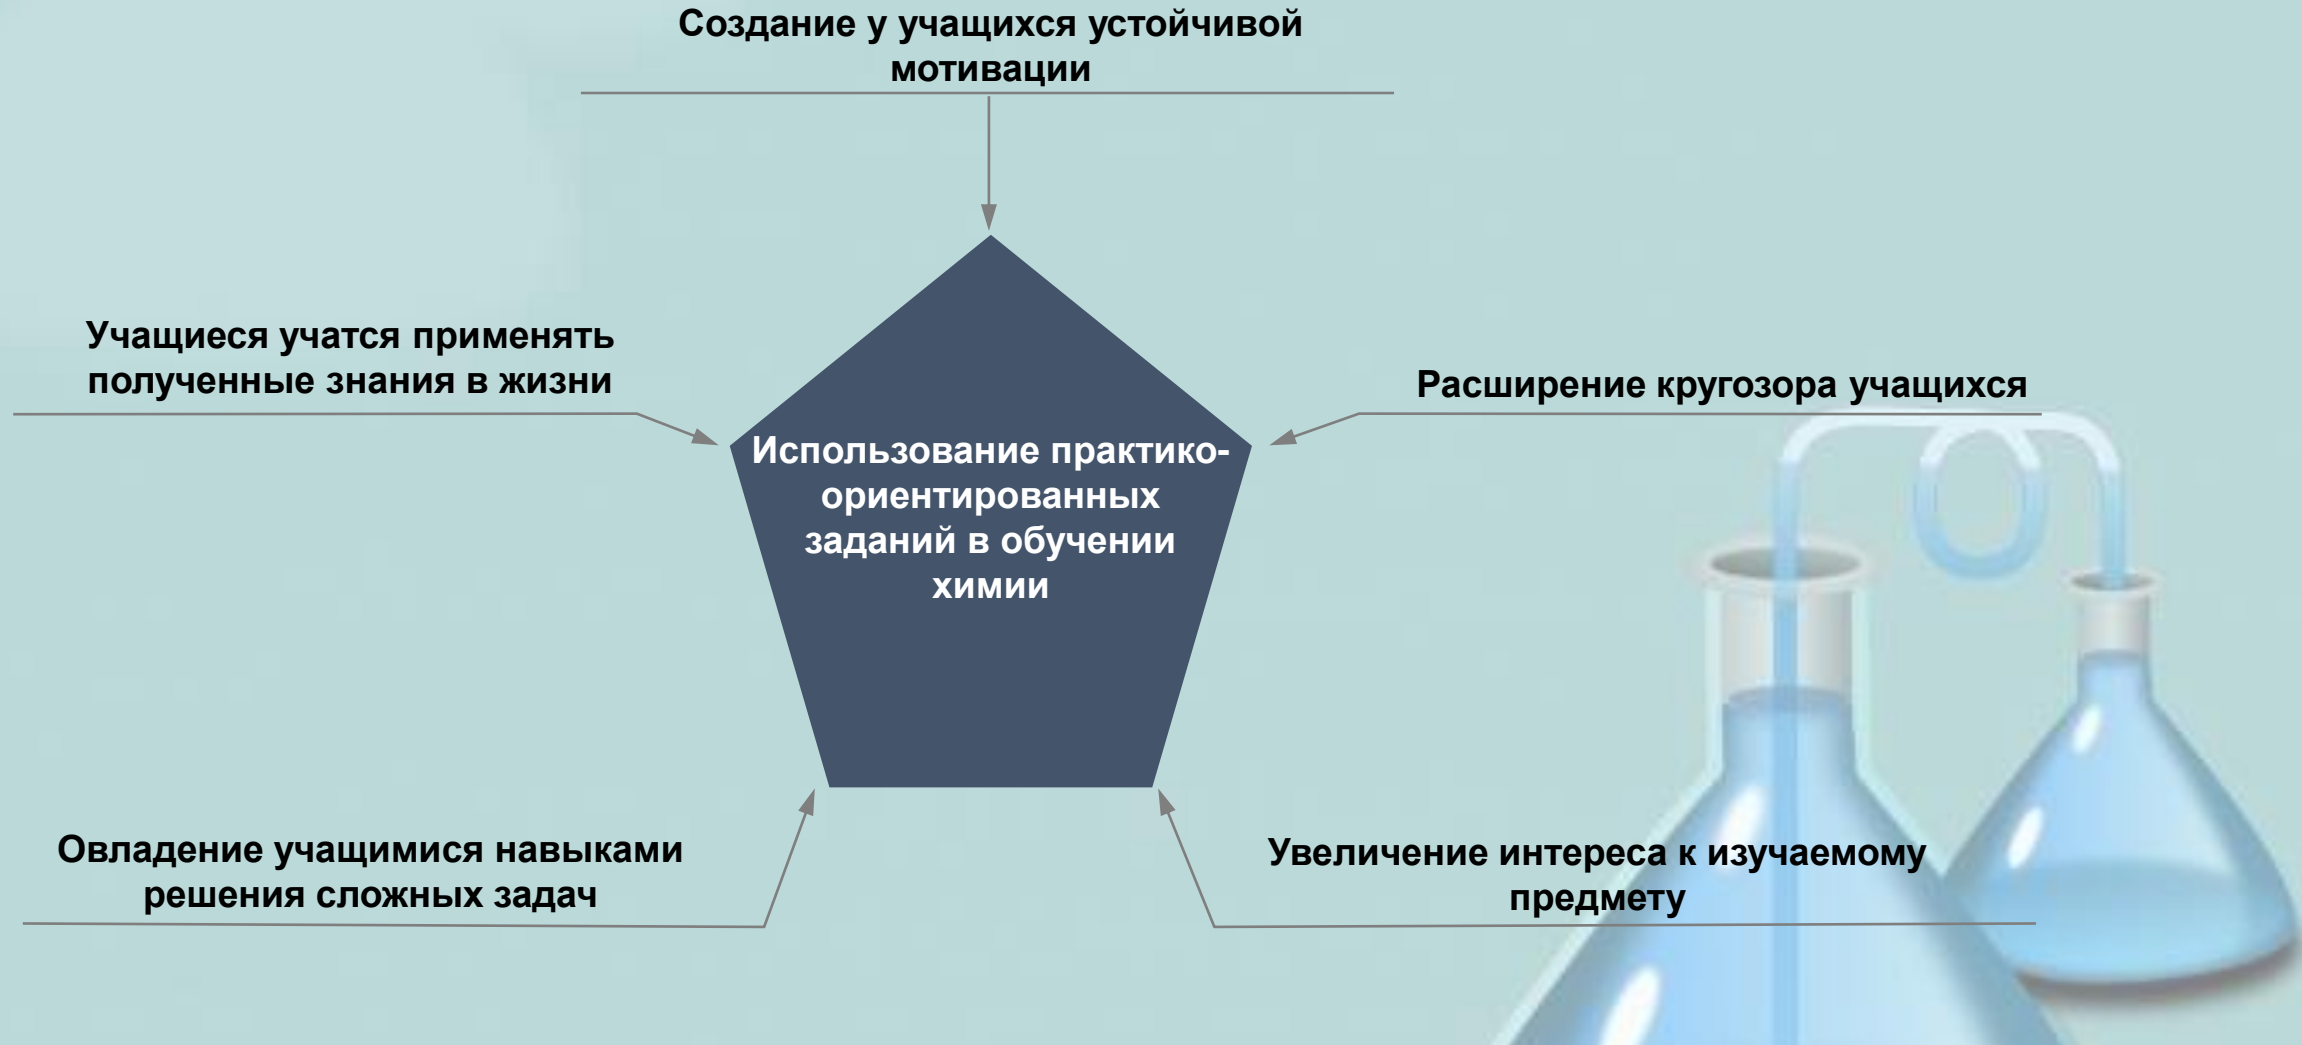 Создание у учащихся устойчивой
мотивации
Учащиеся учатся применять
полученные знания в жизни
Расширение кругозора учащихся
Использование практико-
ориентированных
заданий в обучении
химии
Овладение учащимися навыками
решения сложных задач
Увеличение интереса к изучаемому
предмету